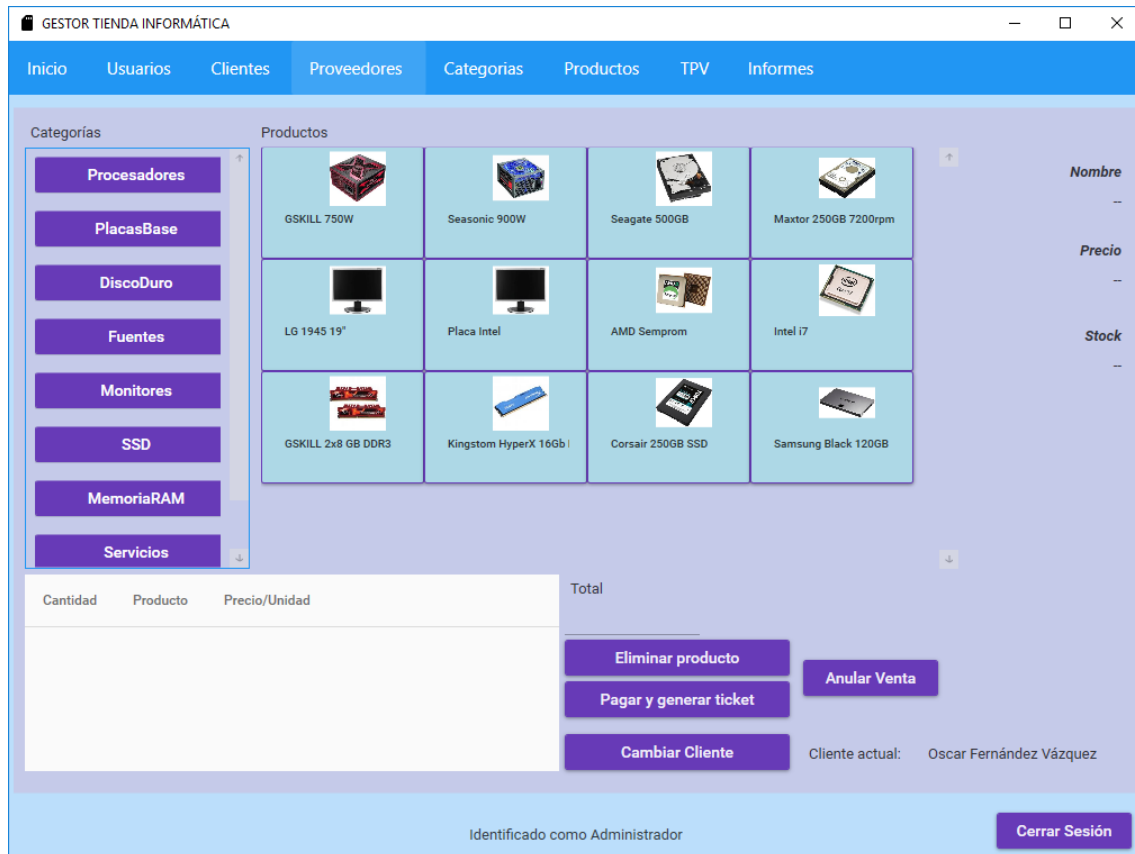 GESTOR TIENDA INFORMÁTICA
Inicio Usuarios Clientes Proveedores Categorias Productos TPV Informes
Categorías
Procesadores
PlacasBase
DiscoDuro
Fuentes
Monitores
SSD
MemoriaRAM
Servicios
Productos
GSKILL 750W
Seasonic 900W
Seagate 500GB
Maxtor 250GB 7200rpm
LG 1945 19"
Placa Intel
AMD Semprom
Intel i7
GSKILL 2x8 GB DDR3
Kingstom HyperX 16Gb
Corsair 250GB SSD
Samsung Black 120GB
Nombre
--
Precio
--
Stock
--
Cantidad Producto Precio/Unidad
Total
Eliminar producto
Pagar y generar ticket
Anular Venta
Cambiar Cliente
Cliente actual: Oscar Fernández Vázquez
Identificado como Administrador
Cerrar Sesión